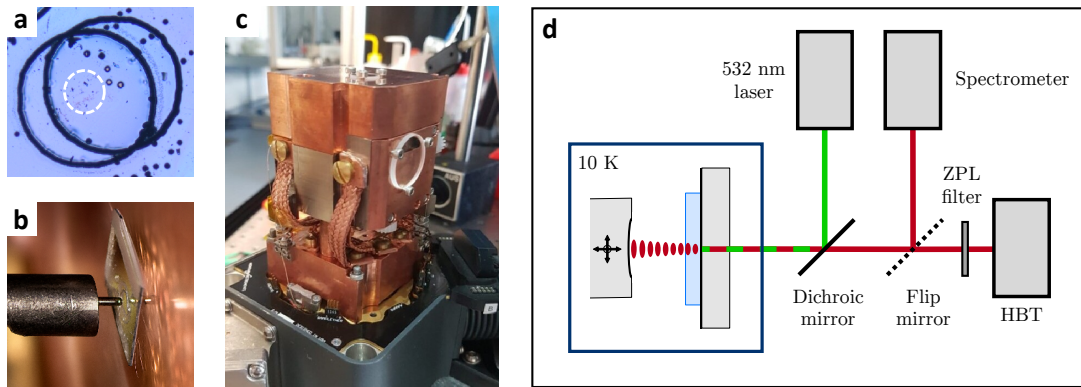 a
b
c
d
532 nm
laser
Spectrometer
10 K
ZPL
filter
Dichroic
mirror
Flip
mirror
HBT